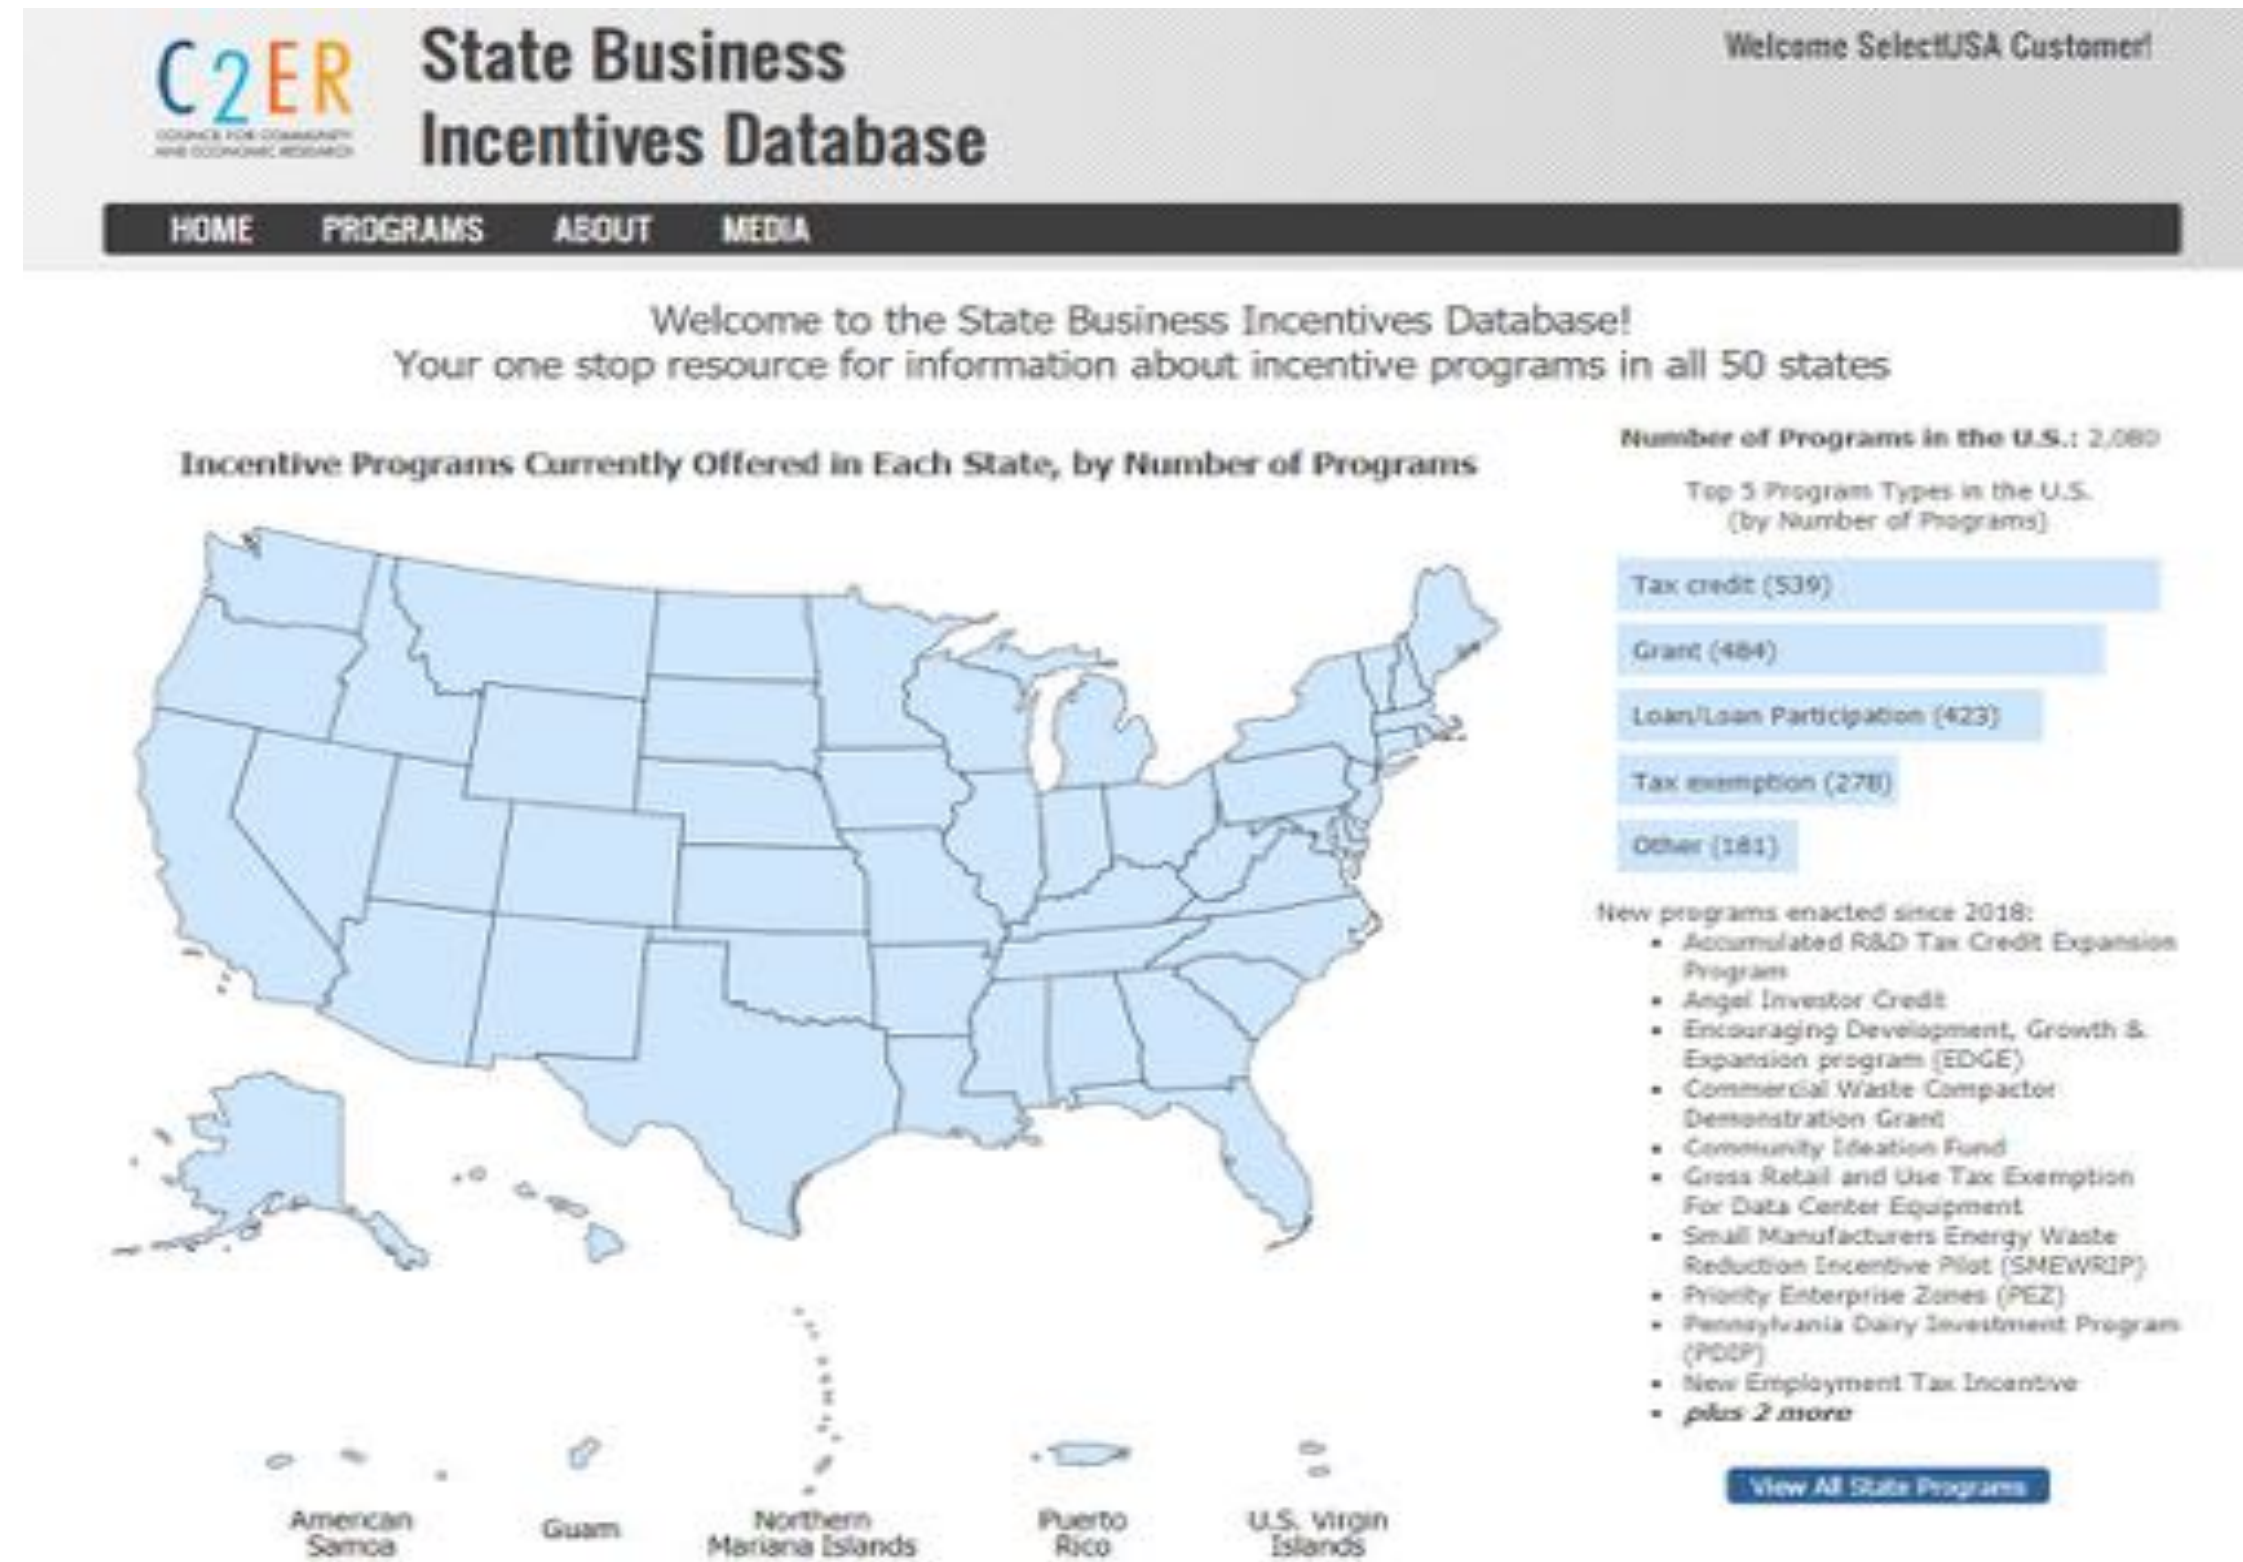 C2ER
COUNCIL FOR COMMUNITY
AND ECONOMIC RESEARCH
State Business
Incentives Database
Welcome SelectUSA Customer!
HOME PROGRAMS ABOUT MEDIA
Welcome to the State Business Incentives Database!
Your one stop resource for information about incentive programs in all 50 states
Incentive Programs Currently Offered in Each State, by Number of Programs
American
Samoa
Guam
Northern
Mariana Islands
Puerto
Rico
U.S. Virgin
Islands
Number of Programs in the U.S.: 2,080
Top 5 Program Types in the U.S.
(by Number of Programs)
Tax credit (539)
Grant (484)
Loan/Loan Participation (423)
Tax exemption (278)
Other (181)
New programs enacted since 2018:
• Accumulated R&D Tax Credit Expansion
Program
• Angel Investor Credit
• Encouraging Development, Growth &
Expansion program (EDGE)
• Commercial Waste Compactor
Demonstration Grant
• Community Ideation Fund
• Gross Retail and Use Tax Exemption
For Data Center Equipment
• Small Manufacturers Energy Waste
Reduction Incentive Pilot (SMEWRIP)
• Priority Enterprise Zones (PEZ)
• Pennsylvania Dairy Investment Program
(PDIP)
• New Employment Tax Incentive
• plus 2 more
View All State Programs